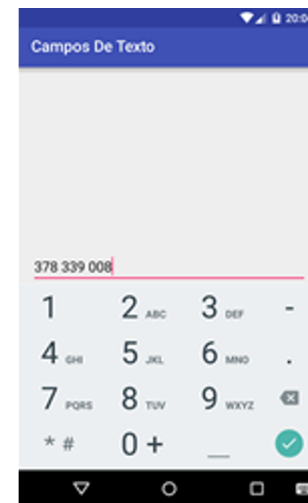 20:0
Campos De Texto
378 339 008
1 2 ABC 3 DEF -
4 GHI 5 JKL 6 MNO .
7 PQRS 8 TUV 9 WXYZ
* # 0 + _